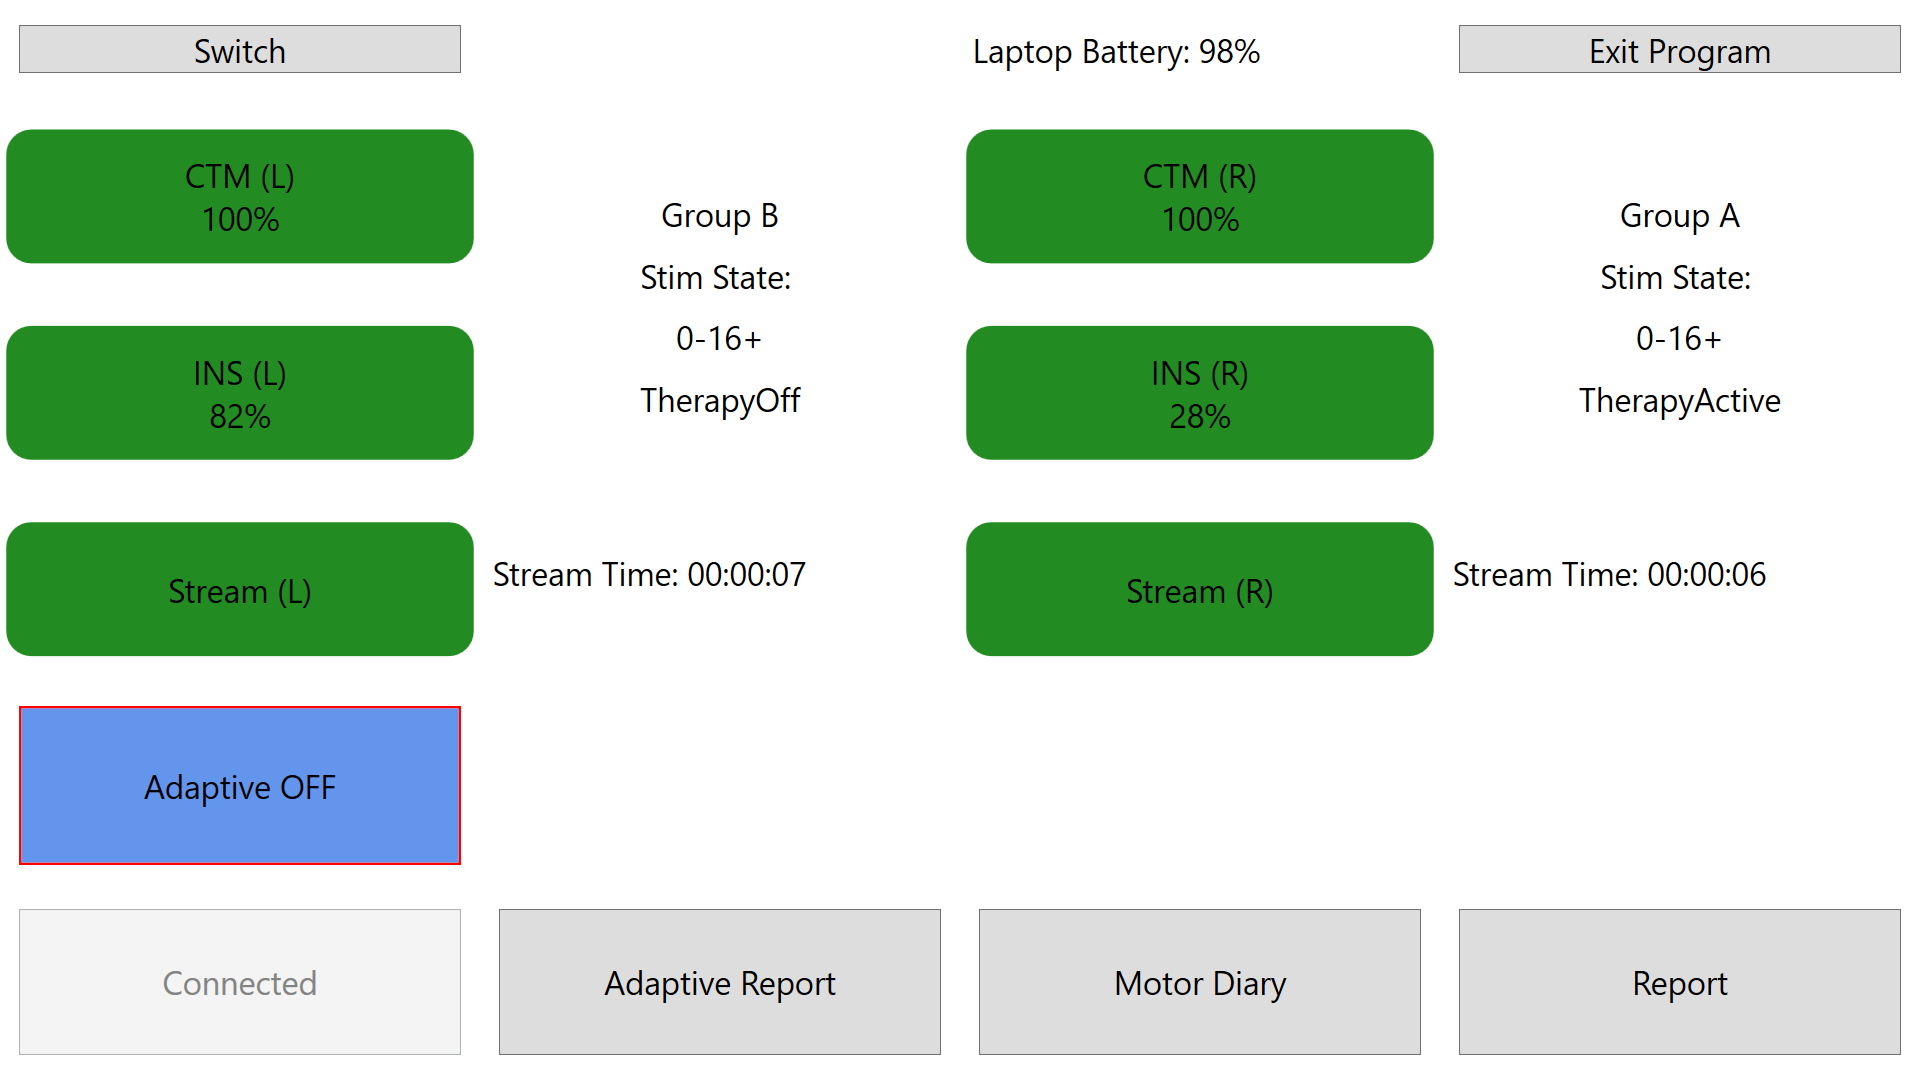 Switch
Laptop Battery: 98%
Exit Program
CTM (L)
100%
Group B
Stim State:
0-16+
TherapyOff
CTM (R)
100%
Group A
Stim State:
0-16+
TherapyActive
INS (L)
82%
INS (R)
28%
Stream (L)
Stream Time: 00:00:07
Stream (R)
Stream Time: 00:00:06
Adaptive OFF
Connected
Adaptive Report
Motor Diary
Report